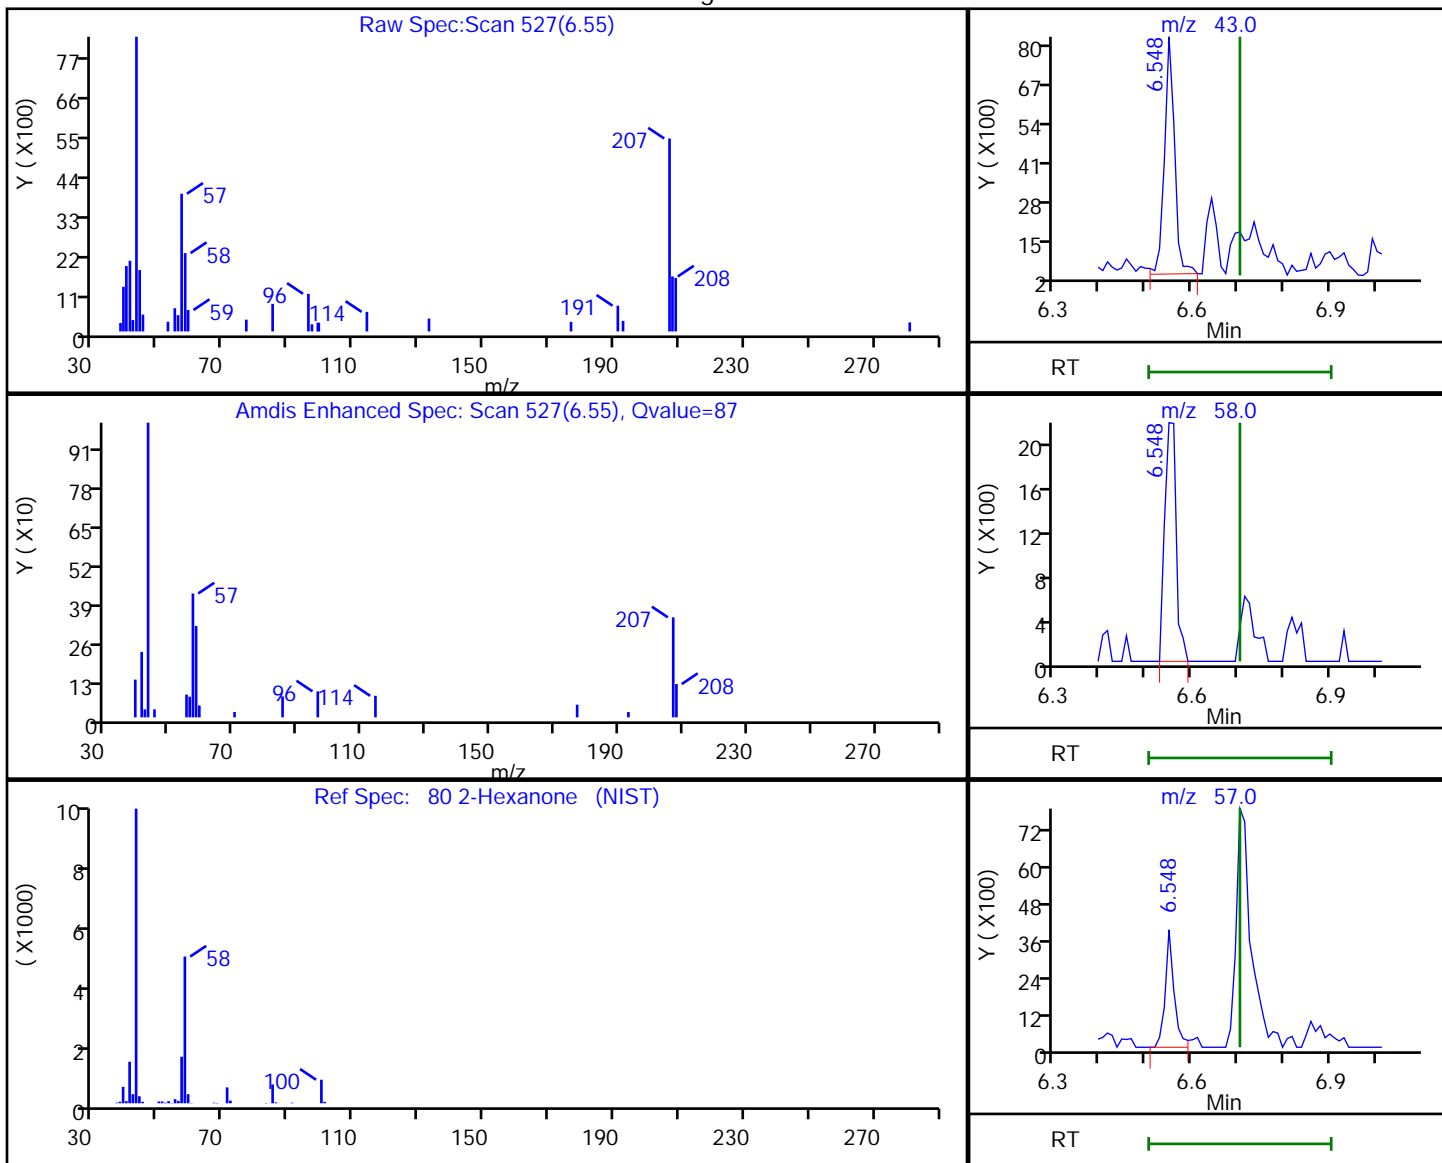 Raw Spec:Scan 527(6.55)
Y ( X100)
77
66
55
44
33
22
11
0
57
58
59
96
114
191
207
208
30 70 110 150 190 230 270
m/z
m/z 43.0
Y ( X100)
80
67
54
41
28
15
2
6.548
6.3 6.6 6.9
Min
RT
Amdis Enhanced Spec: Scan 527(6.55), Qvalue=87
Y ( X10)
91
78
65
52
39
26
13
0
57
96
114
207
208
30 70 110 150 190 230 270
m/z
m/z 58.0
Y ( X100)
20
16
12
8
4
0
6.548
6.3 6.6 6.9
Min
RT
Ref Spec: 80 2-Hexanone (NIST)
( X1000)
10
8
6
4
2
0
58
100
30 70 110 150 190 230 270
m/z 57.0
Y ( X100)
72
60
48
36
24
12
0
6.548
6.3 6.6 6.9
Min
RT